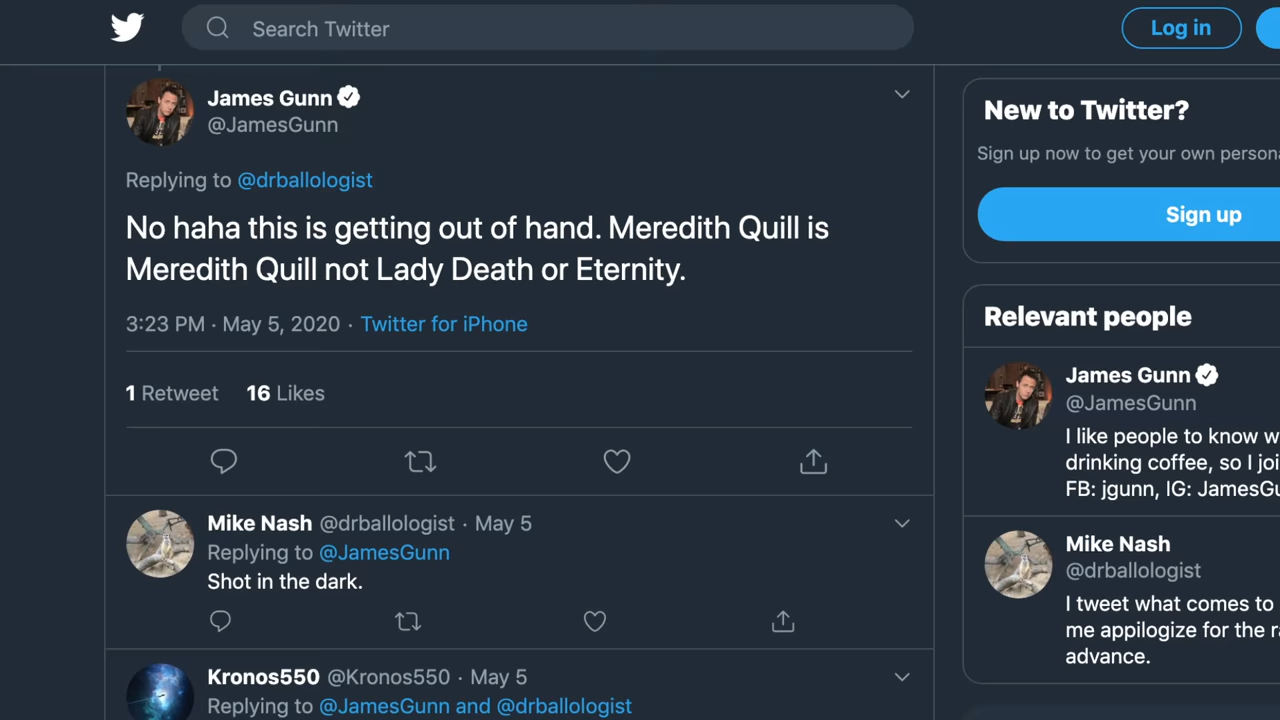 Search Twitter
Log in
James Gunn
@JamesGunn
Replying to @drballologist
No haha this is getting out of hand. Meredith Quill is
Meredith Quill not Lady Death or Eternity.
3:23 PM · May 5, 2020 · Twitter for iPhone
1 Retweet 16 Likes
Mike Nash @drballologist · May 5
Replying to @JamesGunn
Shot in the dark.
Kronos550 @Kronos550 · May 5
Replying to @JamesGunn and @drballologist
New to Twitter?
Sign up now to get your own
Sign up
Relevant people
James Gunn
@JamesGunn
I like people to know
drinking coffee, so I
FB: jgunn, IG:
Mike Nash
@drballologist
I tweet what comes to
me appilogize for the
advance.